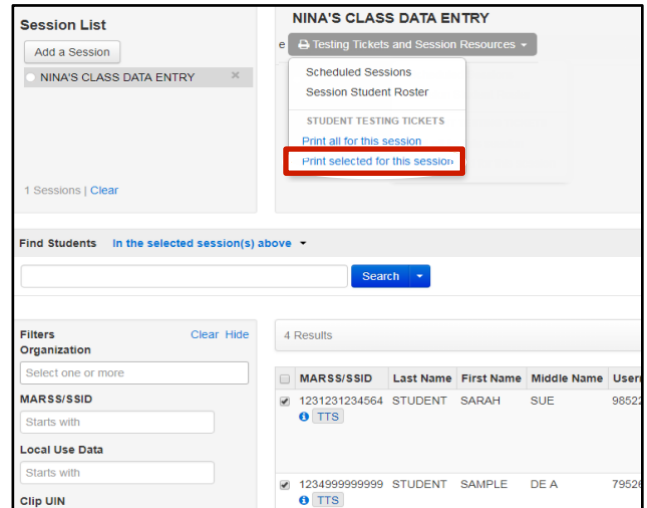 Session List
Add a Session
NINA'S CLASS DATA ENTRY ×
1 Sessions | Clear
NINA'S CLASS DATA ENTRY
e Testing Tickets and Session Resources
Scheduled Sessions
Session Student Roster
STUDENT TESTING TICKETS
Print all for this session
Print selected for this session
Find Students In the selected session(s) above
Search
Filters Clear Hide
Organization
Select one or more
MARSS/SSID
Starts with
Local Use Data
Starts with
Clip UIN
4 Results
MARSS/SSID Last Name First Name Middle Name Usern
1231231234564 STUDENT SARAH SUE 98522
TTS
1234999999999 STUDENT SAMPLE DE A 79526
TTS